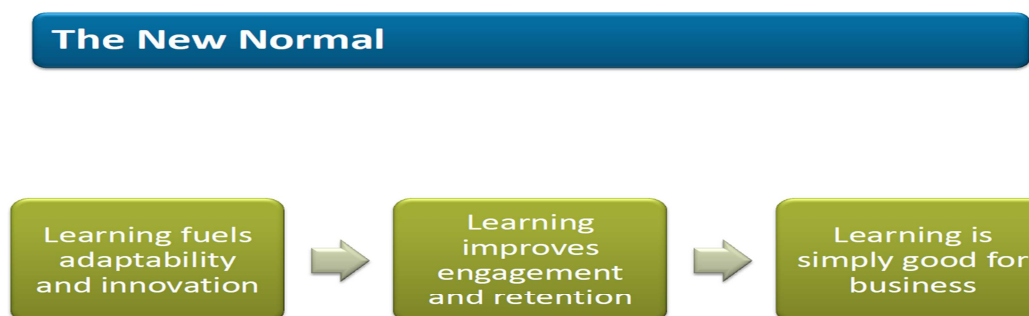 The New Normal
Learning fuels
adaptability
and innovation
Learning
improves
engagement
and retention
Learning is
simply good for
business